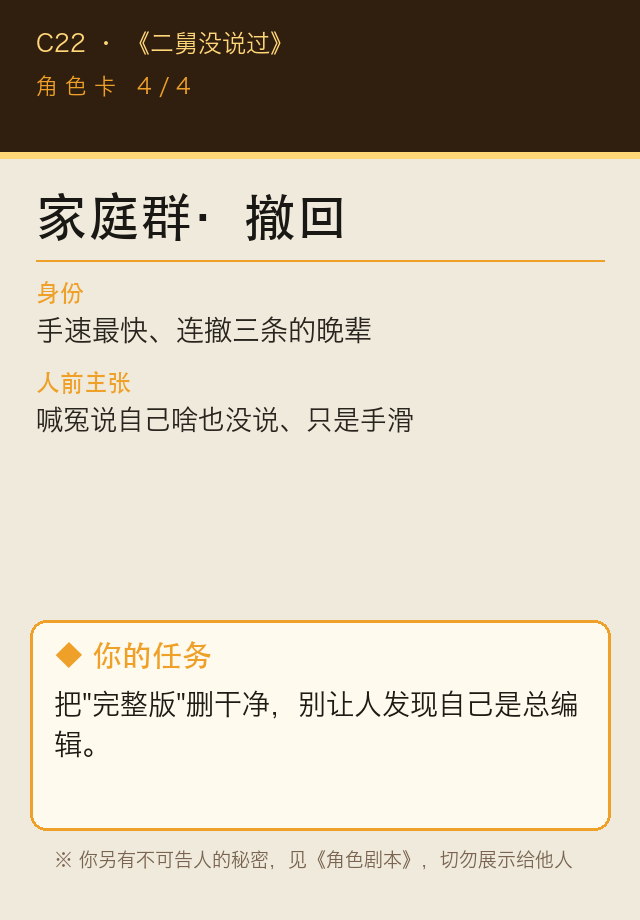 C22 · 《二舅没说过》
角色卡 4/4
家庭群· 撤回
身份
手速最快、连撤三条的晚辈
人前主张
喊冤说自己啥也没说、只是手滑
◆ 你的任务
把"完整版"删干净，别让人发现自己是总编
辑。
※ 你另有不可告人的秘密，见《角色剧本》，切勿展示给他人